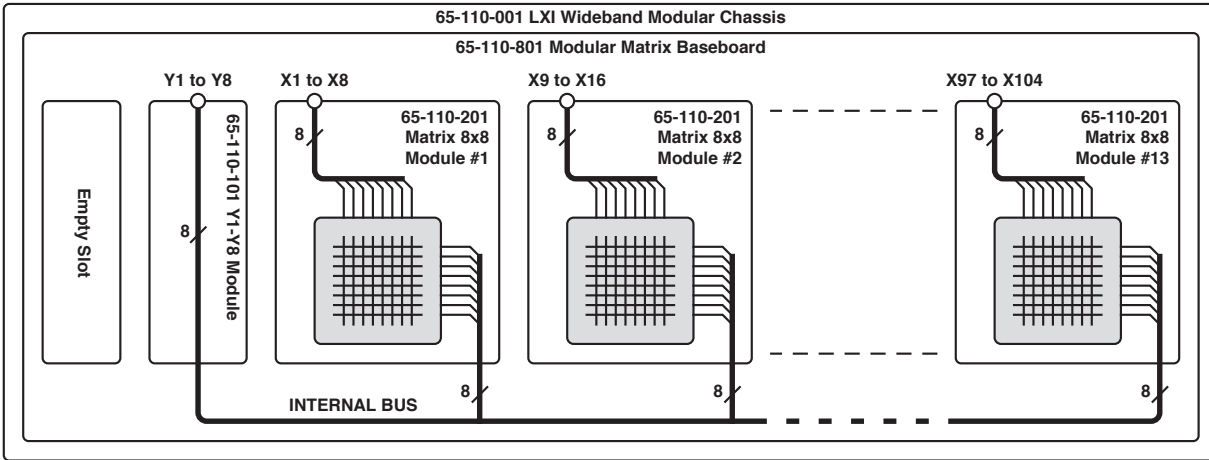 65-110-001 LXI Wideband Modular Chassis
65-110-801 Modular Matrix Baseboard
Empty Slot
Y1 to Y8
65-110-101 Y1-Y8 Module
8
X1 to X8
65-110-201
Matrix 8x8
Module #1
8
8
X9 to X16
65-110-201
Matrix 8x8
Module #2
8
8
X97 to X104
65-110-201
Matrix 8x8
Module #13
8
8
INTERNAL BUS